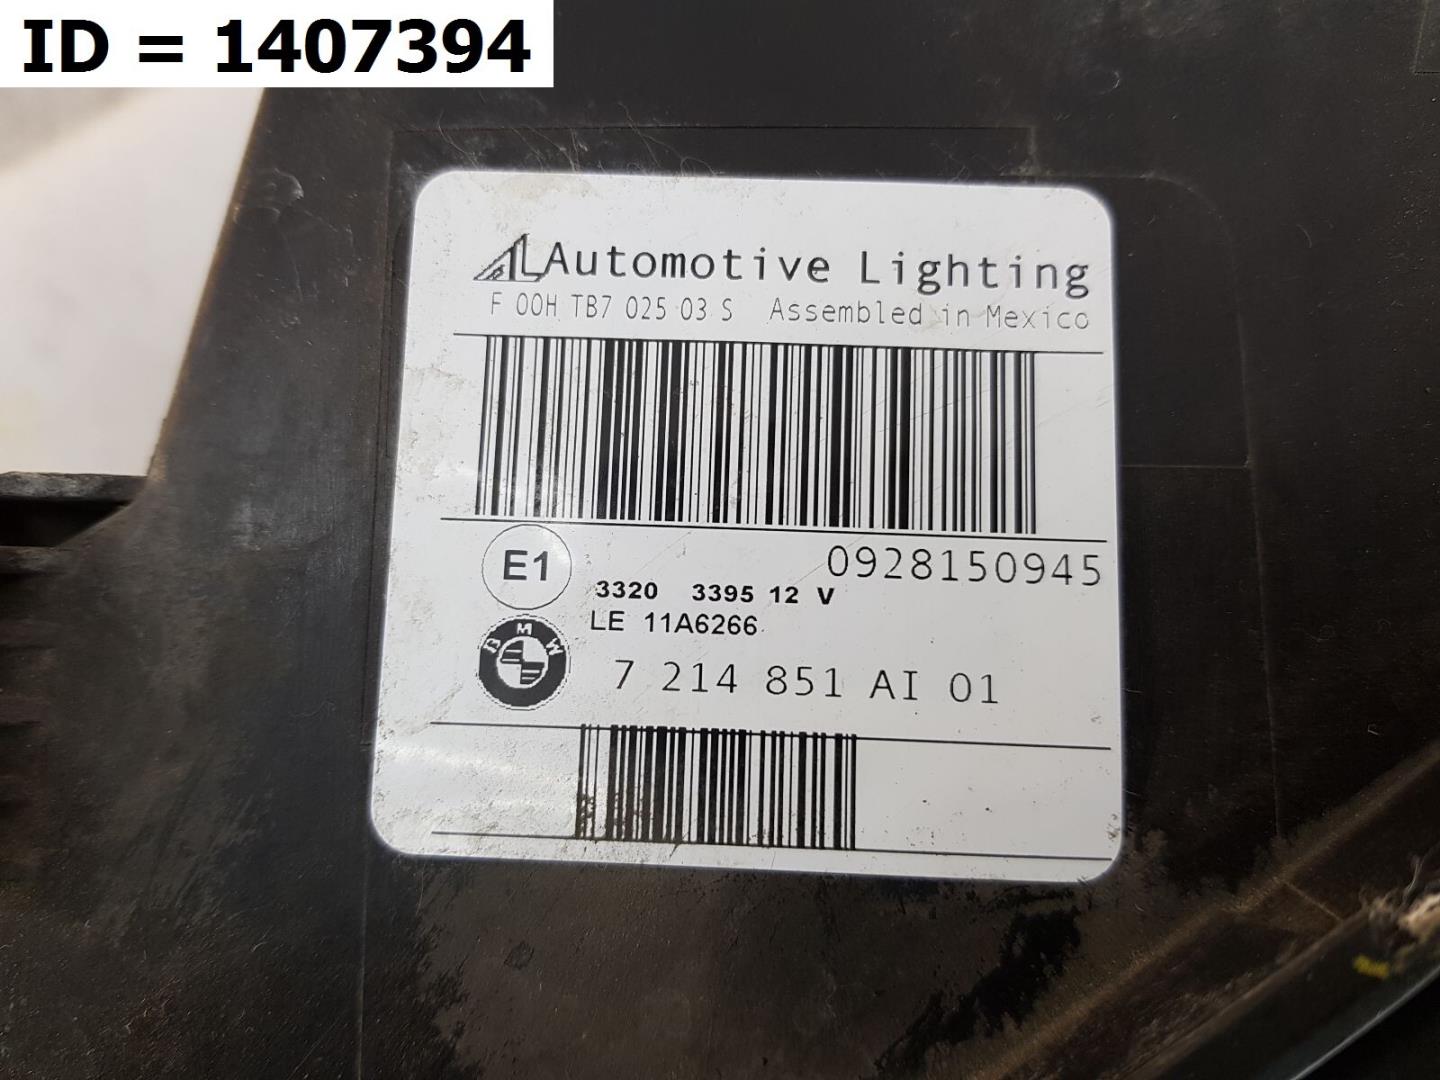 ID = 1407394
AL Automotive Lighting
F 00H TB7 025 03 S Assembled in Mexico
0928150945
E1
3320 3395 12 V
LE 11A6266
BMW
7 214 851 AI 01